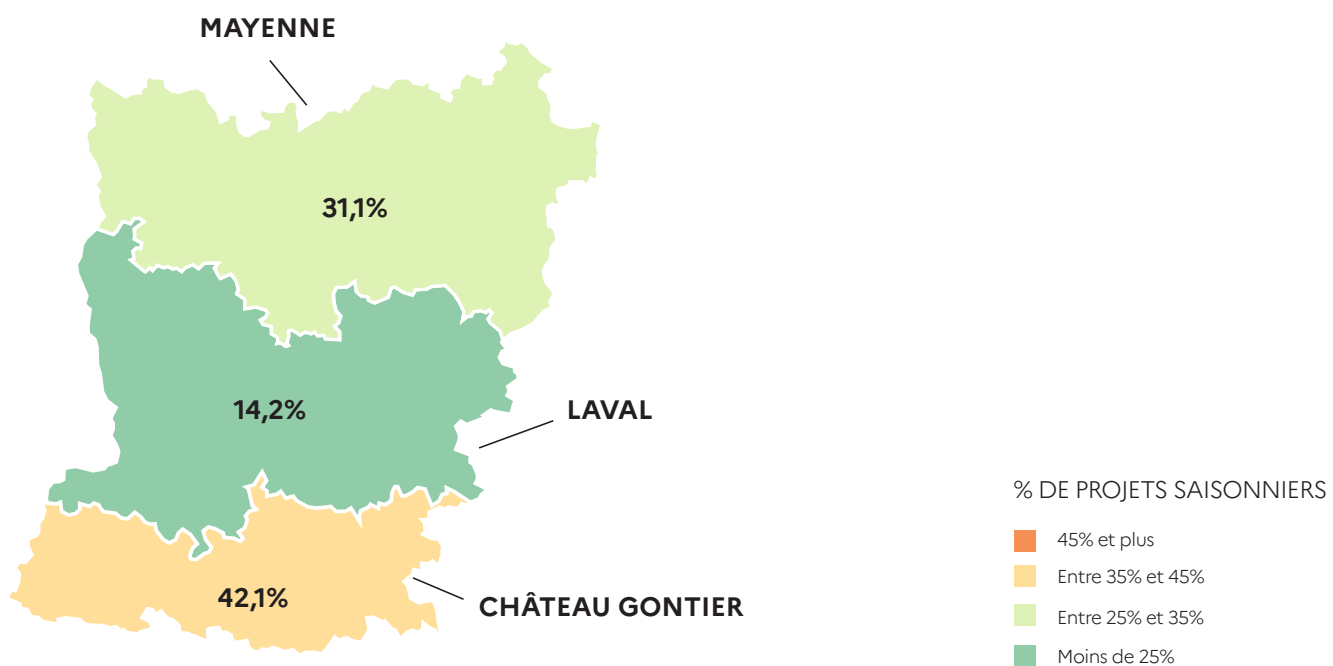 MAYENNE
31,1%
14,2%
LAVAL
42,1%
CHÂTEAU GONTIER
% DE PROJETS SAISONNIERS
45% et plus
Entre 35% et 45%
Entre 25% et 35%
Moins de 25%